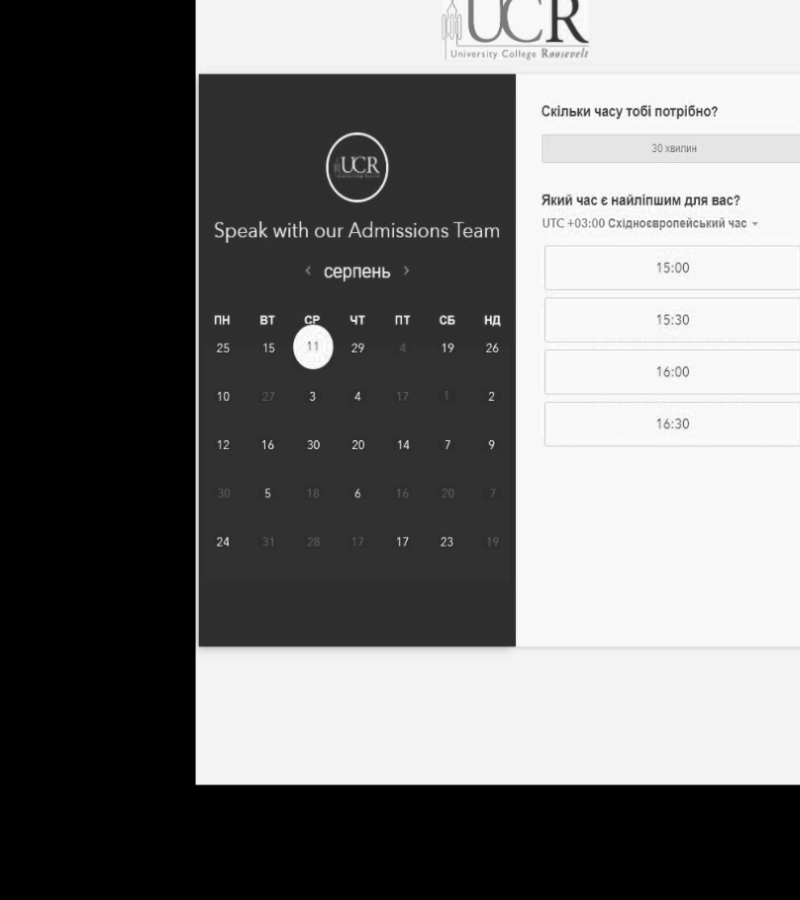 UCR
University College Roosevelt
UCR
Speak with our Admissions Team
‹ серпень ›
ПН ВТ СР ЧТ ПТ СБ НД
25 15 11 29 4 19 26
10 27 3 4 17 1 2
12 16 30 20 14 7 9
30 5 18 6 16 20 7
24 31 28 17 17 23 19
Скільки часу тобі потрібно?
30 хвилин
Який час є найліпшим для вас?
UTC +03:00 Східноєвропейський час
15:00
15:30
16:00
16:30